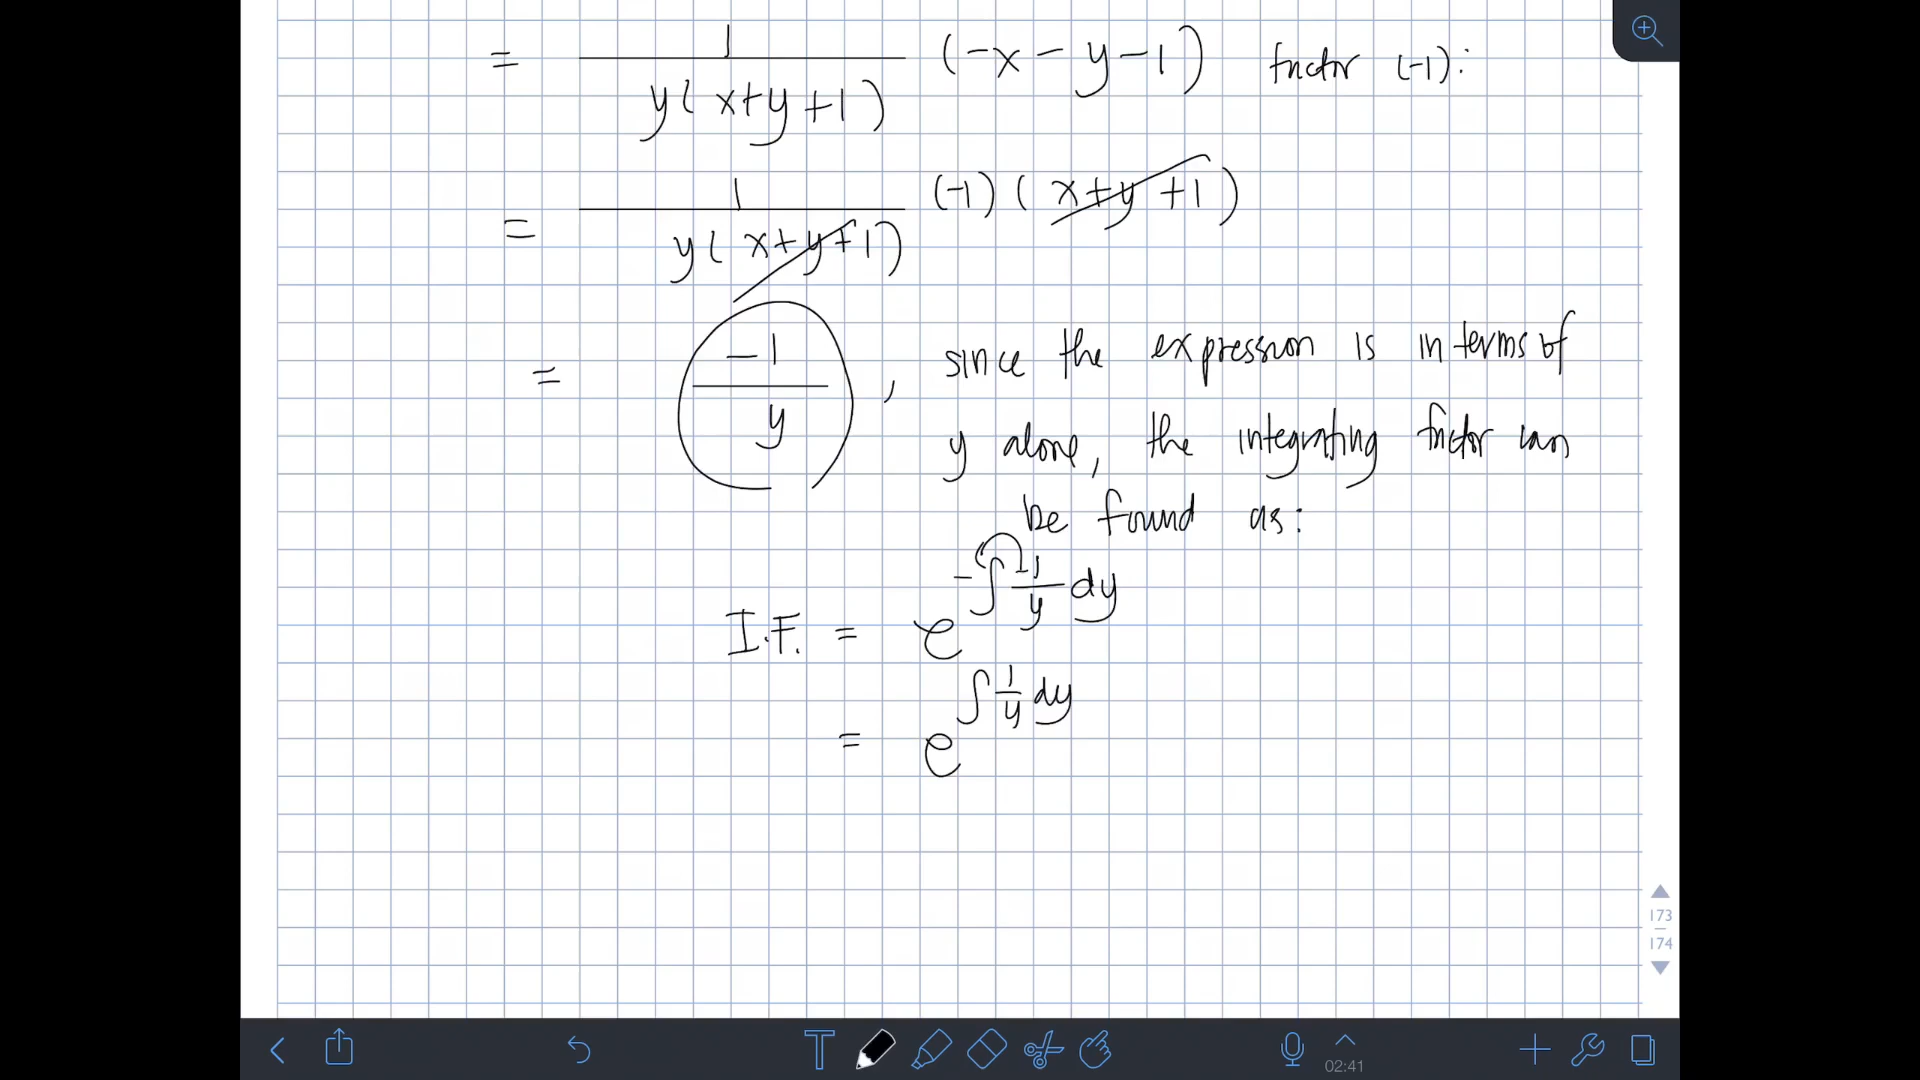 = 1/(y(x+y+1)) (-x-y-1) factor (-1):
= 1/(y(x+y+1)) (-1)(x+y+1)
= -1/y, since the expression is in terms of
y alone, the integrating factor can
be found as:
I.F. = e^(-∫ -1/y dy)
= e^(∫ 1/y dy)
173
174
T
02:41